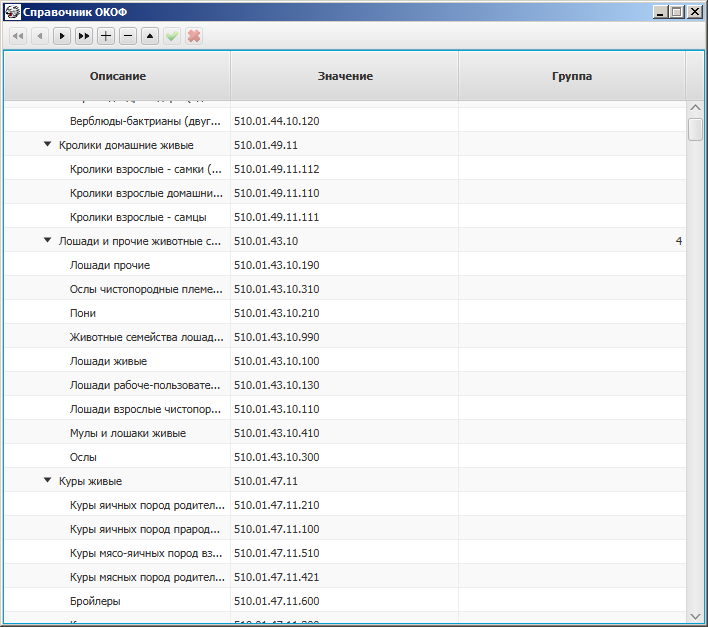 Справочник ОКОФ
Описание Значение Группа
Верблюды-бактрианы (двуг... 510.01.44.10.120
Кролики домашние живые 510.01.49.11
Кролики взрослые - самки (... 510.01.49.11.112
Кролики взрослые домашни... 510.01.49.11.110
Кролики взрослые - самцы 510.01.49.11.111
Лошади и прочие животные с... 510.01.43.10 4
Лошади прочие 510.01.43.10.190
Ослы чистопородные племе... 510.01.43.10.310
Пони 510.01.43.10.210
Животные семейства лошад... 510.01.43.10.990
Лошади живые 510.01.43.10.100
Лошади рабоче-пользовате... 510.01.43.10.130
Лошади взрослые чистопор... 510.01.43.10.110
Мулы и лошаки живые 510.01.43.10.410
Ослы 510.01.43.10.300
Куры живые 510.01.47.11
Куры яичных пород родител... 510.01.47.11.210
Куры яичных пород прарод... 510.01.47.11.100
Куры мясо-яичных пород вз... 510.01.47.11.510
Куры мясных пород родител... 510.01.47.11.421
Бройлеры 510.01.47.11.600